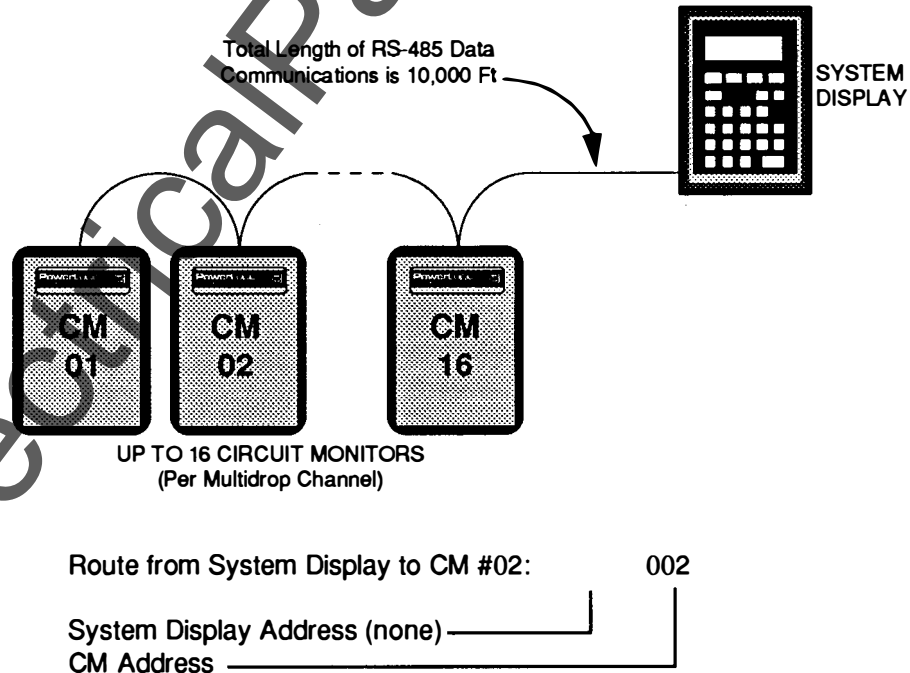 Total Length of RS-485 Data
Communications is 10,000 Ft
SYSTEM
DISPLAY
CM
01
CM
02
CM
16
UP TO 16 CIRCUIT MONITORS
(Per Multidrop Channel)
Route from System Display to CM #02: 002
System Display Address (none)
CM Address